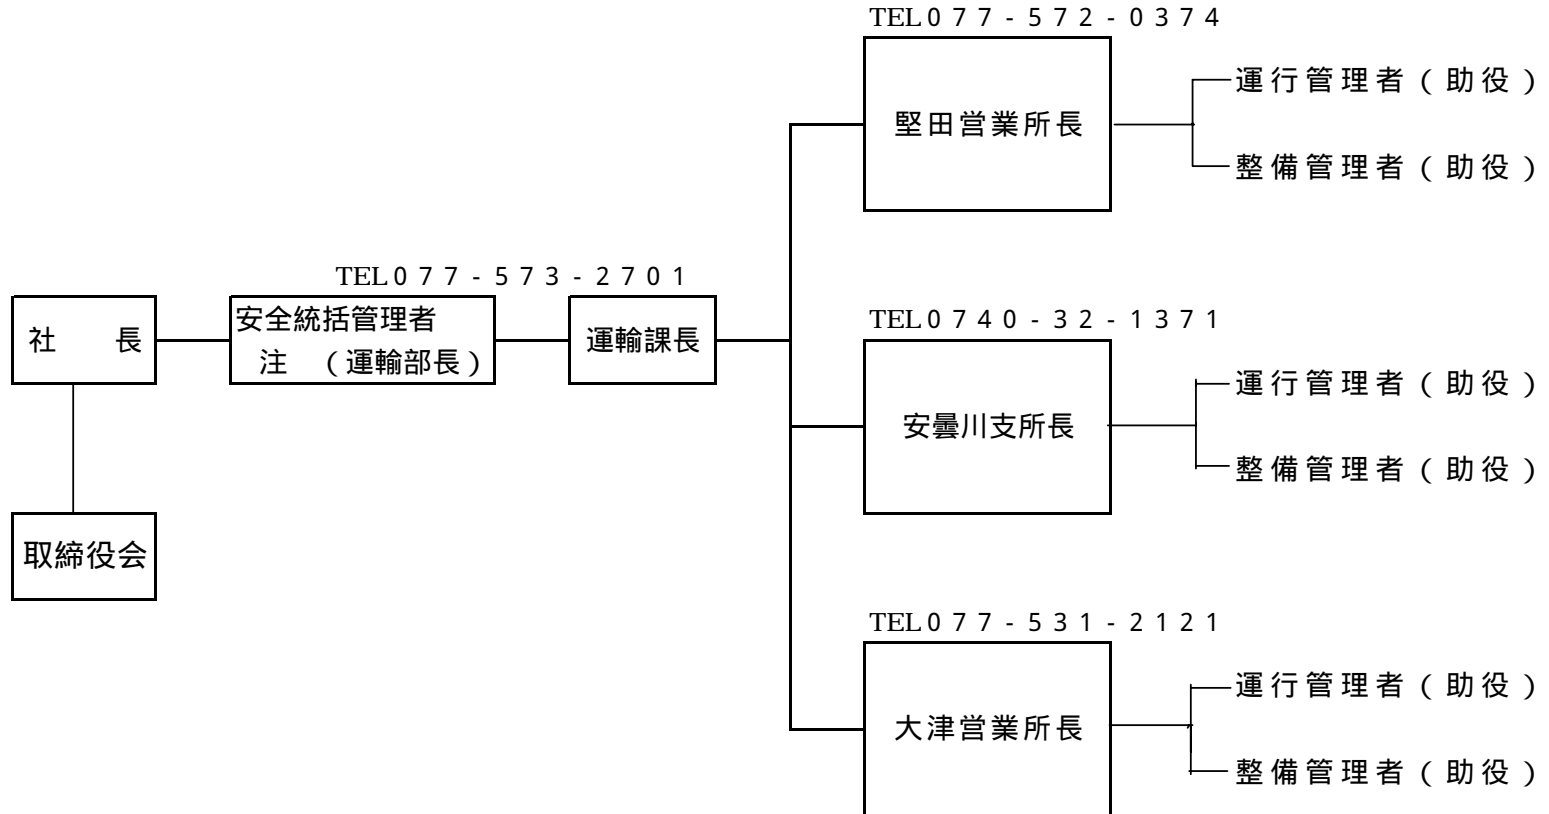 TEL０７７-５７２-０３７４
堅田営業所長
運行管理者（助役）
整備管理者（助役）
TEL０７７-５７３-２７０１
社　　長
安全統括管理者
注　（運輸部長）
運輸課長
取締役会
TEL０７４０-３２-１３７１
安曇川支所長
運行管理者（助役）
整備管理者（助役）
TEL０７７-５３１-２１２１
大津営業所長
運行管理者（助役）
整備管理者（助役）